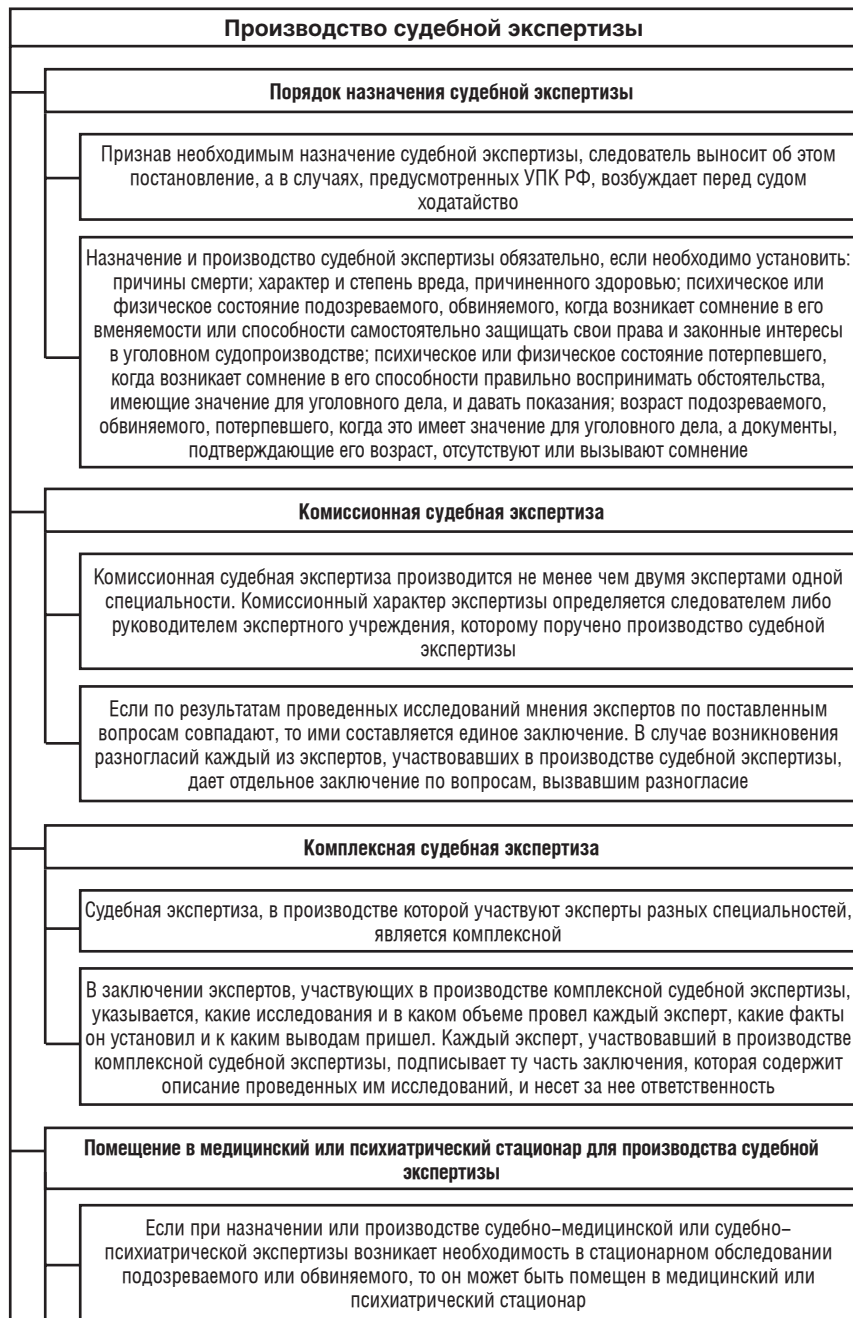 Производство судебной экспертизы
Порядок назначения судебной экспертизы
Признав необходимым назначение судебной экспертизы, следователь выносит об этом
постановление, а в случаях, предусмотренных УПК РФ, возбуждает перед судом
ходатайство
Назначение и производство судебной экспертизы обязательно, если необходимо установить:
причины смерти; характер и степень вреда, причиненного здоровью; психическое или
физическое состояние подозреваемого, обвиняемого, когда возникает сомнение в его
вменяемости или способности самостоятельно защищать свои права и законные интересы
в уголовном судопроизводстве; психическое или физическое состояние потерпевшего,
когда возникает сомнение в его способности правильно воспринимать обстоятельства,
имеющие значение для уголовного дела, и давать показания; возраст подозреваемого,
обвиняемого, потерпевшего, когда это имеет значение для уголовного дела, а документы,
подтверждающие его возраст, отсутствуют или вызывают сомнение
Комиссионная судебная экспертиза
Комиссионная судебная экспертиза производится не менее чем двумя экспертами одной
специальности. Комиссионный характер экспертизы определяется следователем либо
руководителем экспертного учреждения, которому поручено производство судебной
экспертизы
Если по результатам проведенных исследований мнения экспертов по поставленным
вопросам совпадают, то ими составляется единое заключение. В случае возникновения
разногласий каждый из экспертов, участвовавших в производстве судебной экспертизы,
дает отдельное заключение по вопросам, вызвавшим разногласие
Комплексная судебная экспертиза
Судебная экспертиза, в производстве которой участвуют эксперты разных специальностей,
является комплексной
В заключении экспертов, участвующих в производстве комплексной судебной экспертизы,
указывается, какие исследования и в каком объеме провел каждый эксперт, какие факты
он установил и к каким выводам пришел. Каждый эксперт, участвовавший в производстве
комплексной судебной экспертизы, подписывает ту часть заключения, которая содержит
описание проведенных им исследований, и несет за нее ответственность
Помещение в медицинский или психиатрический стационар для производства судебной
экспертизы
Если при назначении или производстве судебно–медицинской или судебно–
психиатрической экспертизы возникает необходимость в стационарном обследовании
подозреваемого или обвиняемого, то он может быть помещен в медицинский или
психиатрический стационар